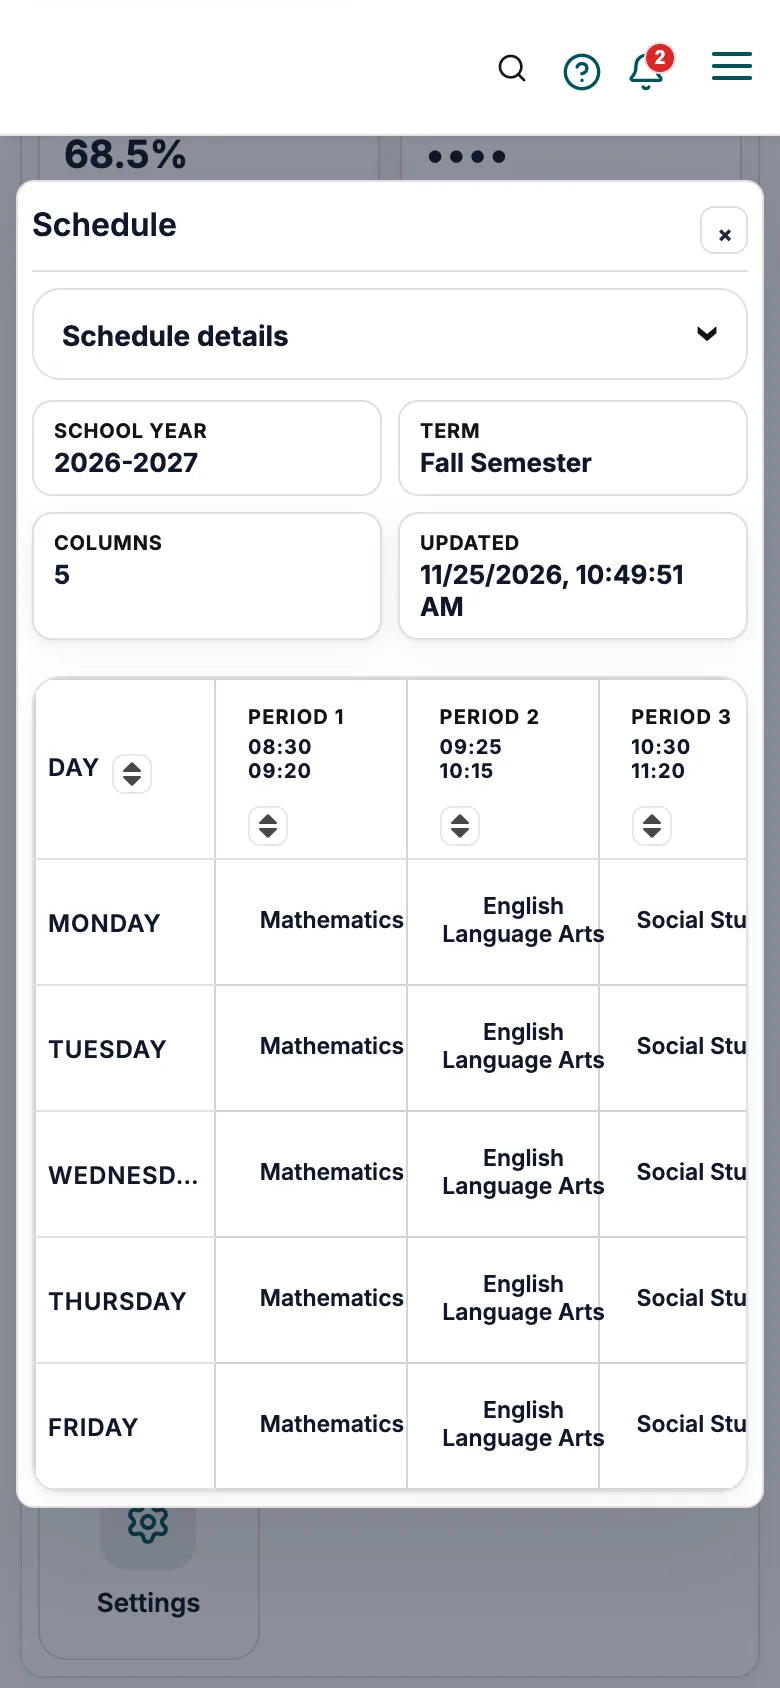 2
68.5%
••••
Schedule
×
Schedule details
SCHOOL YEAR
2026-2027
TERM
Fall Semester
COLUMNS
5
UPDATED
11/25/2026, 10:49:51
AM
DAY
PERIOD 1
08:30
09:20
PERIOD 2
09:25
10:15
PERIOD 3
10:30
11:20
MONDAY
Mathematics
English
Language Arts
Social Stu
TUESDAY
Mathematics
English
Language Arts
Social Stu
WEDNESD...
Mathematics
English
Language Arts
Social Stu
THURSDAY
Mathematics
English
Language Arts
Social Stu
FRIDAY
Mathematics
English
Language Arts
Social Stu
Settings